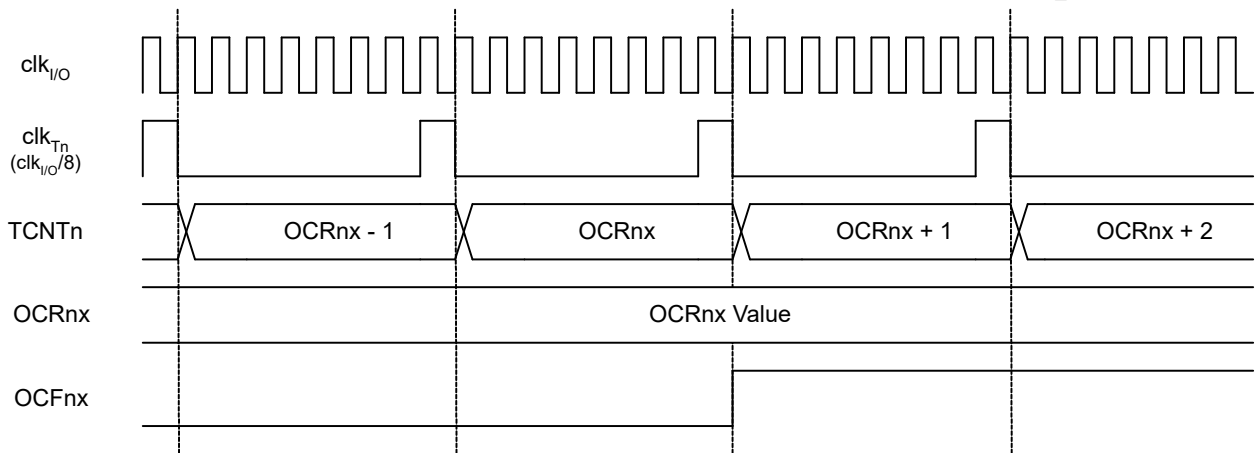 clkI/O
clkTn
(clkI/O/8)
TCNTn OCRnx - 1 OCRnx OCRnx + 1 OCRnx + 2
OCRnx OCRnx Value
OCFnx